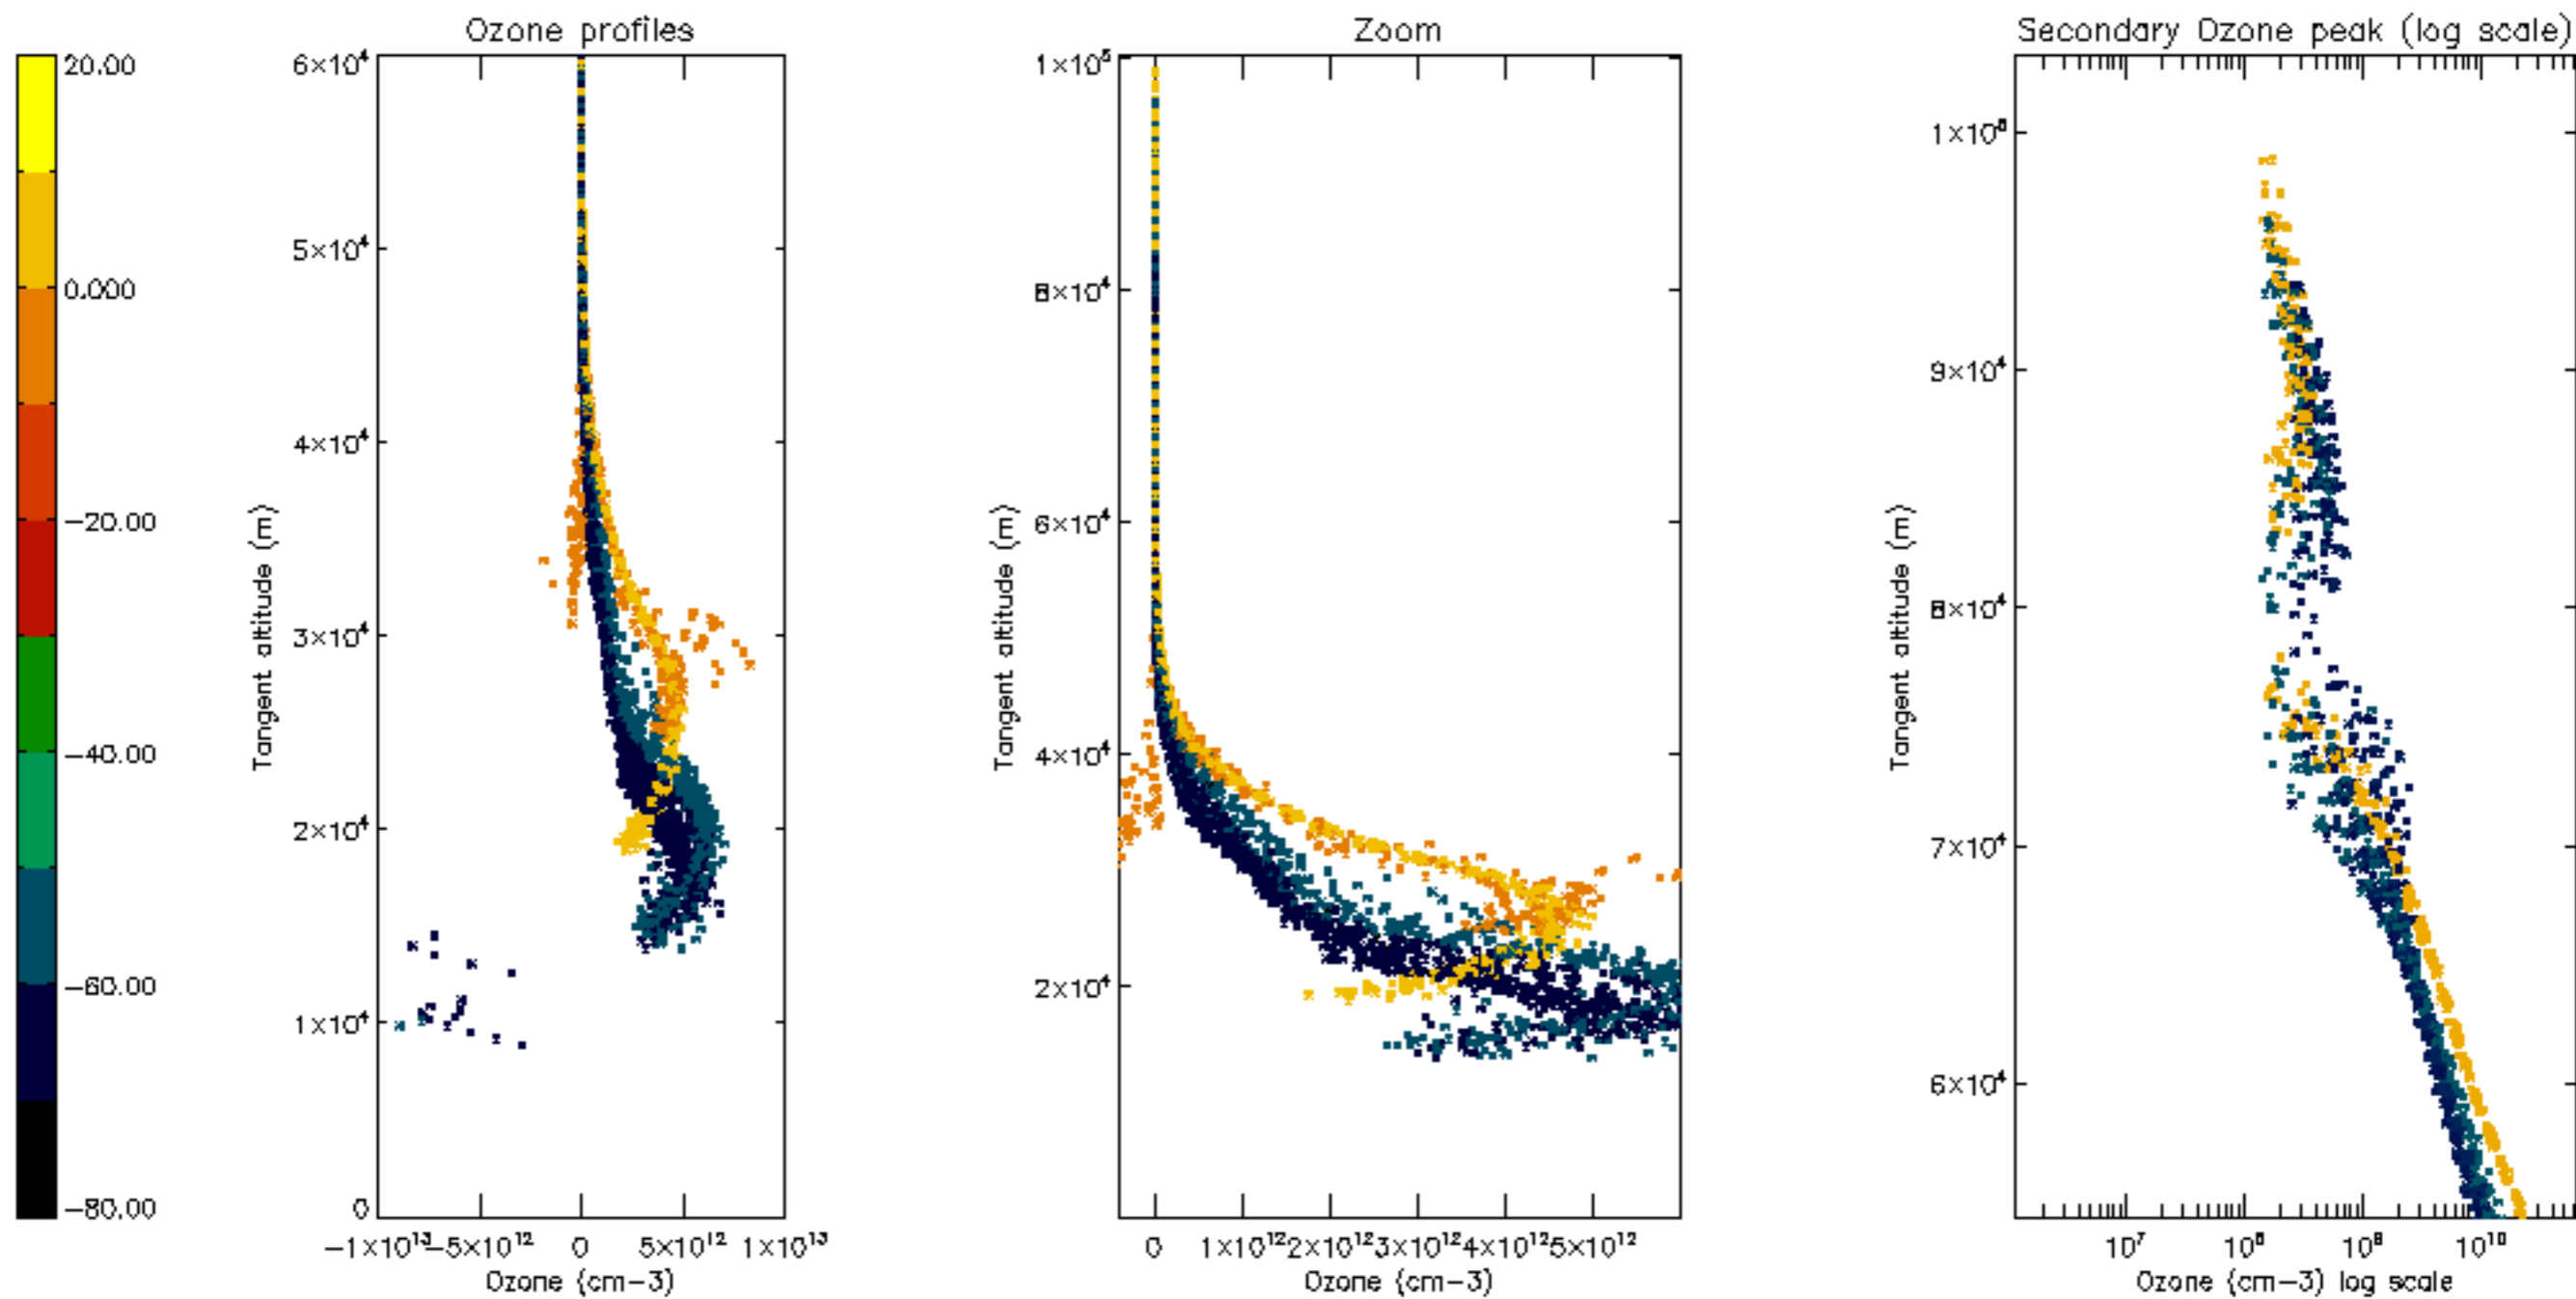 Ozone profiles
Zoom
Secondary Ozone peak (log scale)
20.00
0.000
−20.00
−40.00
−60.00
−80.00
6×10⁴
5×10⁴
4×10⁴
3×10⁴
2×10⁴
1×10⁴
0
Tangent altitude (m)
−1×10¹³ −5×10¹² 0 5×10¹² 1×10¹³
Ozone (cm−3)
1×10⁵
8×10⁴
6×10⁴
4×10⁴
2×10⁴
Tangent altitude (m)
0 1×10¹² 2×10¹² 3×10¹² 4×10¹² 5×10¹²
Ozone (cm−3)
1×10⁵
9×10⁴
8×10⁴
7×10⁴
6×10⁴
Tangent altitude (m)
10⁷ 10⁸ 10⁹ 10¹⁰
Ozone (cm−3) log scale